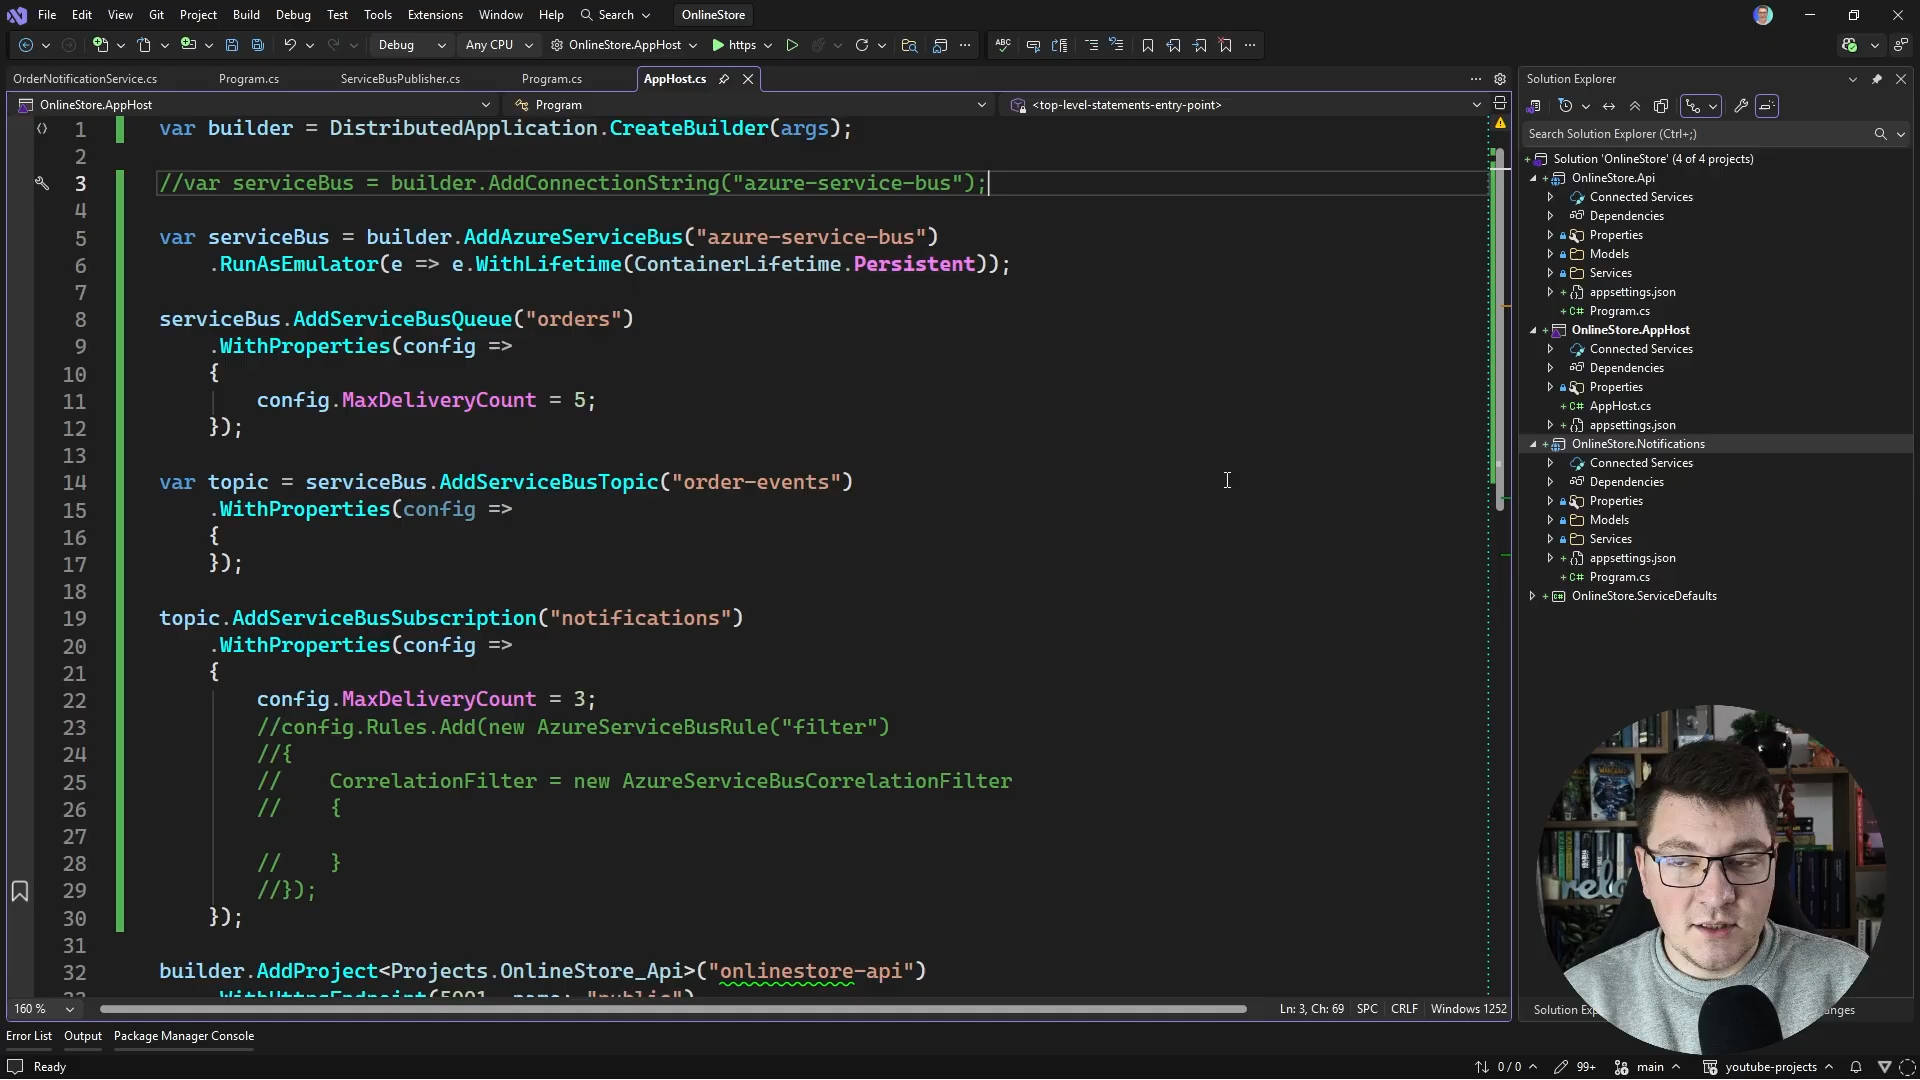 File Edit View Git Project Build Debug Test Tools Extensions Window Help Search OnlineStore
Debug Any CPU OnlineStore.AppHost https
OrderNotificationService.cs Program.cs ServiceBusPublisher.cs Program.cs AppHost.cs
OnlineStore.AppHost Program <top-level-statements-entry-point>
1 var builder = DistributedApplication.CreateBuilder(args);
2
3 //var serviceBus = builder.AddConnectionString("azure-service-bus");
4
5 var serviceBus = builder.AddAzureServiceBus("azure-service-bus")
6 .RunAsEmulator(e => e.WithLifetime(ContainerLifetime.Persistent));
7
8 serviceBus.AddServiceBusQueue("orders")
9 .WithProperties(config =>
10 {
11 config.MaxDeliveryCount = 5;
12 });
13
14 var topic = serviceBus.AddServiceBusTopic("order-events")
15 .WithProperties(config =>
16 {
17 });
18
19 topic.AddServiceBusSubscription("notifications")
20 .WithProperties(config =>
21 {
22 config.MaxDeliveryCount = 3;
23 //config.Rules.Add(new AzureServiceBusRule("filter")
24 //{
25 // CorrelationFilter = new AzureServiceBusCorrelationFilter
26 // {
27
28 // }
29 //});
30 });
31
32 builder.AddProject<Projects.OnlineStore_Api>("onlinestore-api")
160 % Ln: 3, Ch: 69 SPC CRLF Windows 1252
Error List Output Package Manager Console
Ready
Solution Explorer
Search Solution Explorer (Ctrl+;)
Solution 'OnlineStore' (4 of 4 projects)
OnlineStore.Api
Connected Services
Dependencies
Properties
Models
Services
appsettings.json
C# Program.cs
OnlineStore.AppHost
Connected Services
Dependencies
Properties
C# AppHost.cs
appsettings.json
OnlineStore.Notifications
Connected Services
Dependencies
Properties
Models
Services
appsettings.json
C# Program.cs
OnlineStore.ServiceDefaults
0 / 0 99+ main youtube-projects